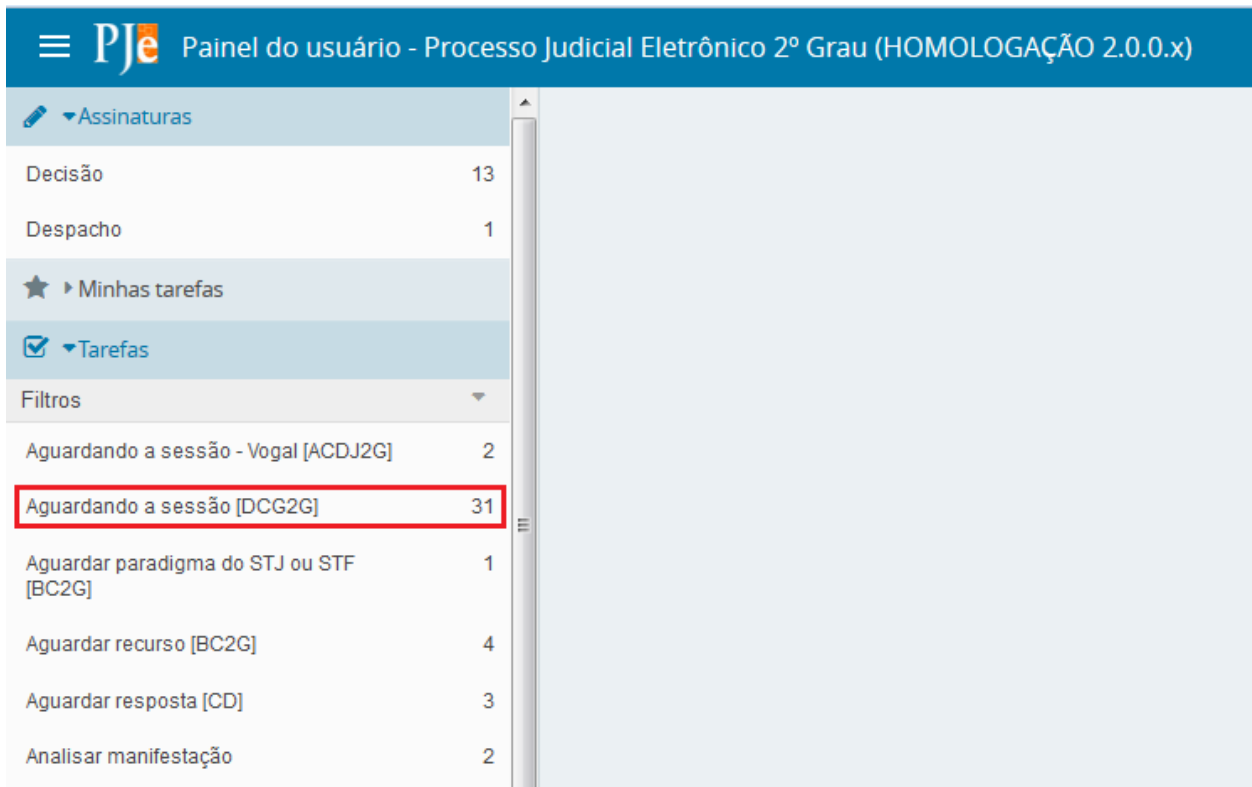 PJe Painel do usuário - Processo Judicial Eletrônico 2º Grau (HOMOLOGAÇÃO 2.0.0.x)
Assinaturas
Decisão 13
Despacho 1
Minhas tarefas
Tarefas
Filtros
Aguardando a sessão - Vogal [ACDJ2G] 2
Aguardando a sessão [DCG2G] 31
Aguardar paradigma do STJ ou STF 1
[BC2G]
Aguardar recurso [BC2G] 4
Aguardar resposta [CD] 3
Analisar manifestação 2